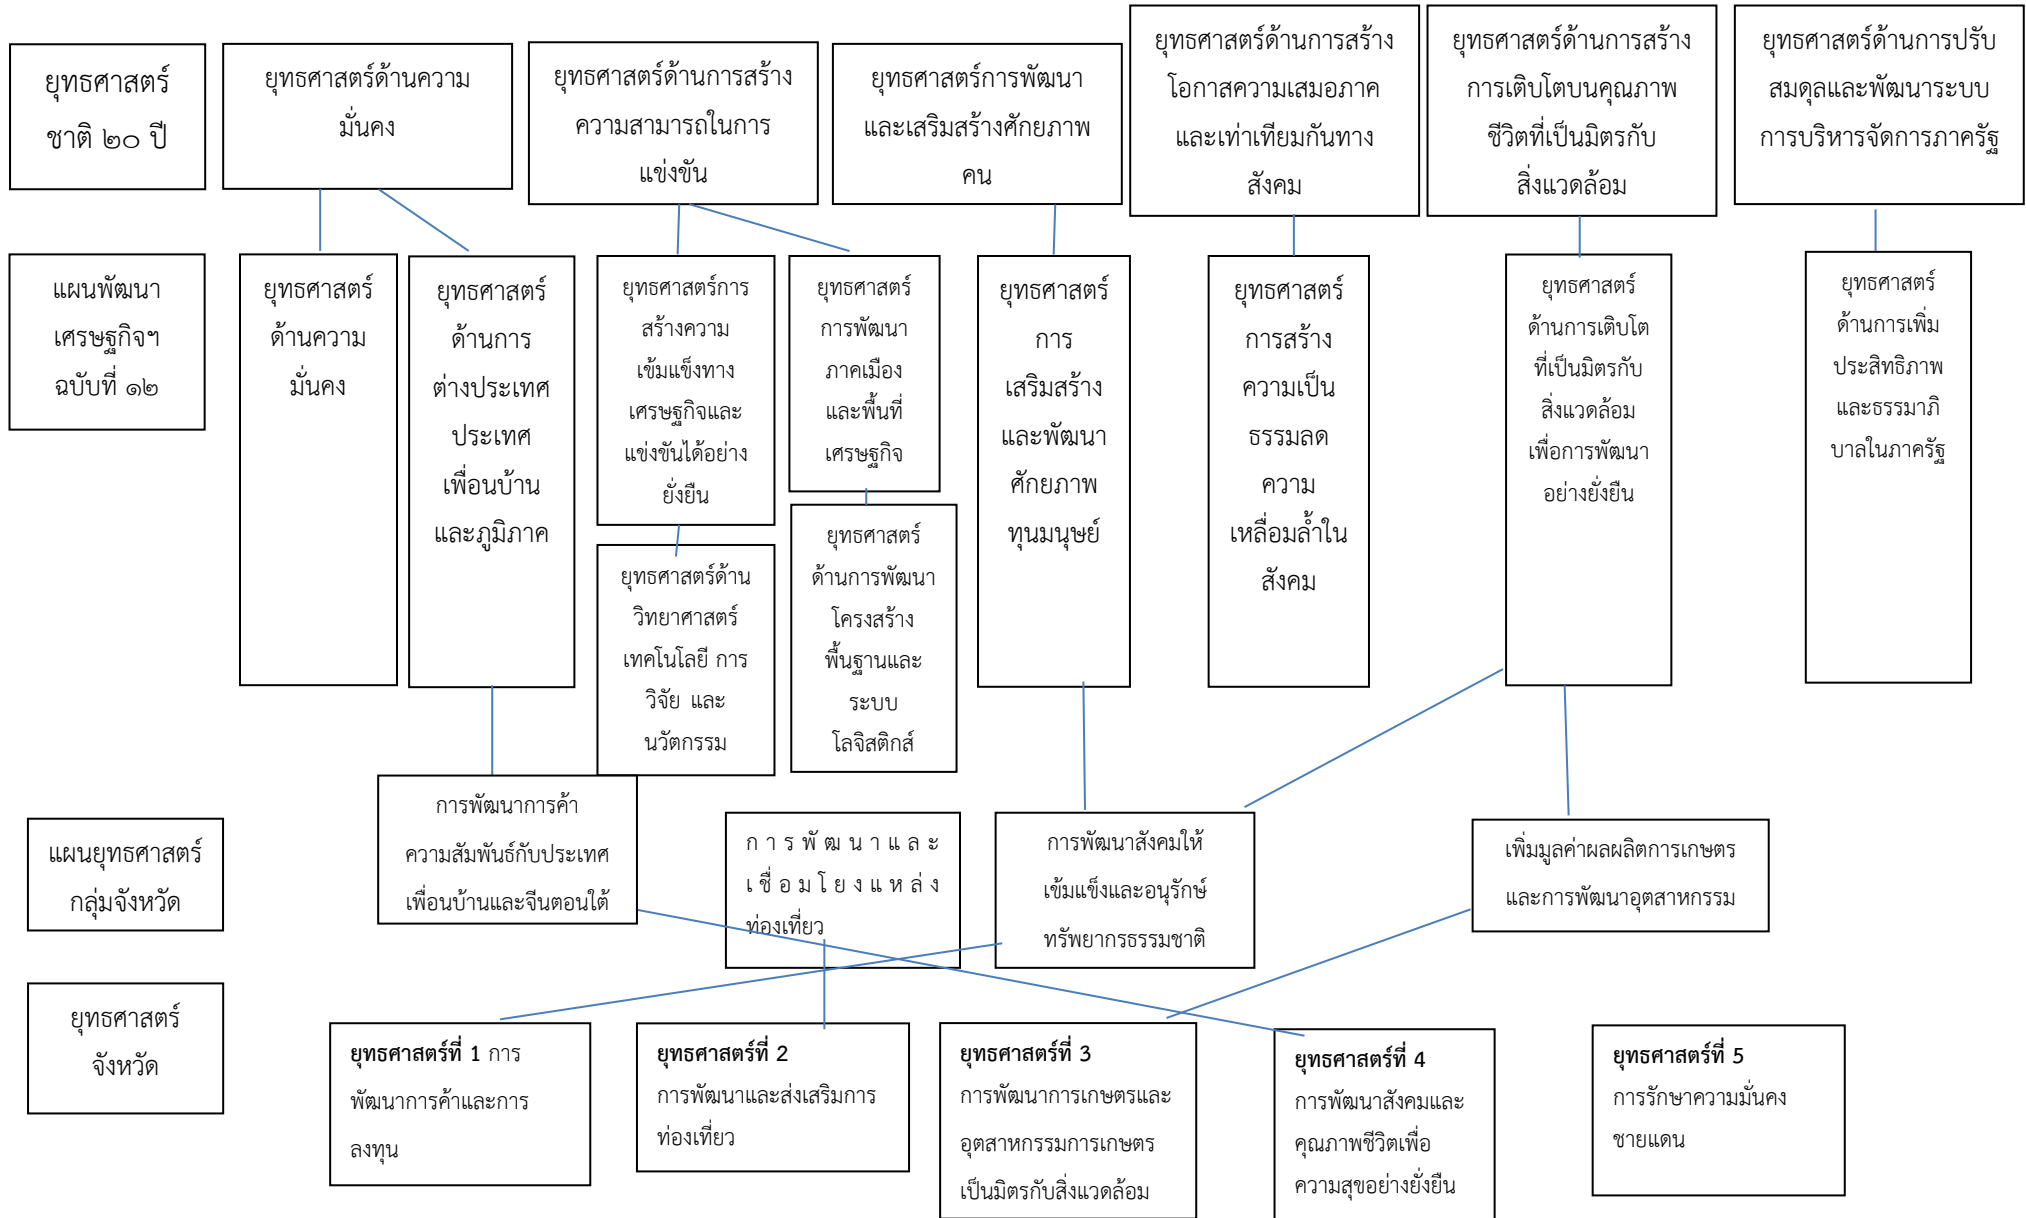 ยุทธศาสตร์
ชาติ ๒๐ ปี
ยุทธศาสตร์ด้านความ
มั่นคง
ยุทธศาสตร์ด้านการสร้าง
ความสามารถในการ
แข่งขัน
ยุทธศาสตร์การพัฒนา
และเสริมสร้างศักยภาพ
คน
ยุทธศาสตร์ด้านการสร้าง
โอกาสความเสมอภาค
และเท่าเทียมกันทาง
สังคม
ยุทธศาสตร์ด้านการสร้าง
การเติบโตบนคุณภาพ
ชีวิตที่เป็นมิตรกับ
สิ่งแวดล้อม
ยุทธศาสตร์ด้านการปรับ
สมดุลและพัฒนาระบบ
การบริหารจัดการภาครัฐ
แผนพัฒนา
เศรษฐกิจฯ
ฉบับที่ ๑๒
ยุทธศาสตร์
ด้านความ
มั่นคง
ยุทธศาสตร์
ด้านการ
ต่างประเทศ
ประเทศ
เพื่อนบ้าน
และภูมิภาค
ยุทธศาสตร์การ
สร้างความ
เข้มแข็งทาง
เศรษฐกิจและ
แข่งขันได้อย่าง
ยั่งยืน
ยุทธศาสตร์ด้าน
วิทยาศาสตร์
เทคโนโลยี การ
วิจัย และ
นวัตกรรม
ยุทธศาสตร์
การพัฒนา
ภาคเมือง
และพื้นที่
เศรษฐกิจ
ยุทธศาสตร์
ด้านการพัฒนา
โครงสร้าง
พื้นฐานและ
ระบบ
โลจิสติกส์
ยุทธศาสตร์
การ
เสริมสร้าง
และพัฒนา
ศักยภาพ
ทุนมนุษย์
ยุทธศาสตร์
การสร้าง
ความเป็น
ธรรมลด
ความ
เหลื่อมล้ำใน
สังคม
ยุทธศาสตร์
ด้านการเติบโต
ที่เป็นมิตรกับ
สิ่งแวดล้อม
เพื่อการพัฒนา
อย่างยั่งยืน
ยุทธศาสตร์
ด้านการเพิ่ม
ประสิทธิภาพ
และธรรมาภิ
บาลในภาครัฐ
แผนยุทธศาสตร์
กลุ่มจังหวัด
การพัฒนาการค้า
ความสัมพันธ์กับประเทศ
เพื่อนบ้านและจีนตอนใต้
การพัฒนาและ
เชื่อมโยงแหล่ง
ท่องเที่ยว
การพัฒนาสังคมให้
เข้มแข็งและอนุรักษ์
ทรัพยากรธรรมชาติ
เพิ่มมูลค่าผลผลิตการเกษตร
และการพัฒนาอุตสาหกรรม
ยุทธศาสตร์
จังหวัด
ยุทธศาสตร์ที่ 1 การ
พัฒนาการค้าและการ
ลงทุน
ยุทธศาสตร์ที่ 2
การพัฒนาและส่งเสริมการ
ท่องเที่ยว
ยุทธศาสตร์ที่ 3
การพัฒนาการเกษตรและ
อุตสาหกรรมการเกษตร
เป็นมิตรกับสิ่งแวดล้อม
ยุทธศาสตร์ที่ 4
การพัฒนาสังคมและ
คุณภาพชีวิตเพื่อ
ความสุขอย่างยั่งยืน
ยุทธศาสตร์ที่ 5
การรักษาความมั่นคง
ชายแดน